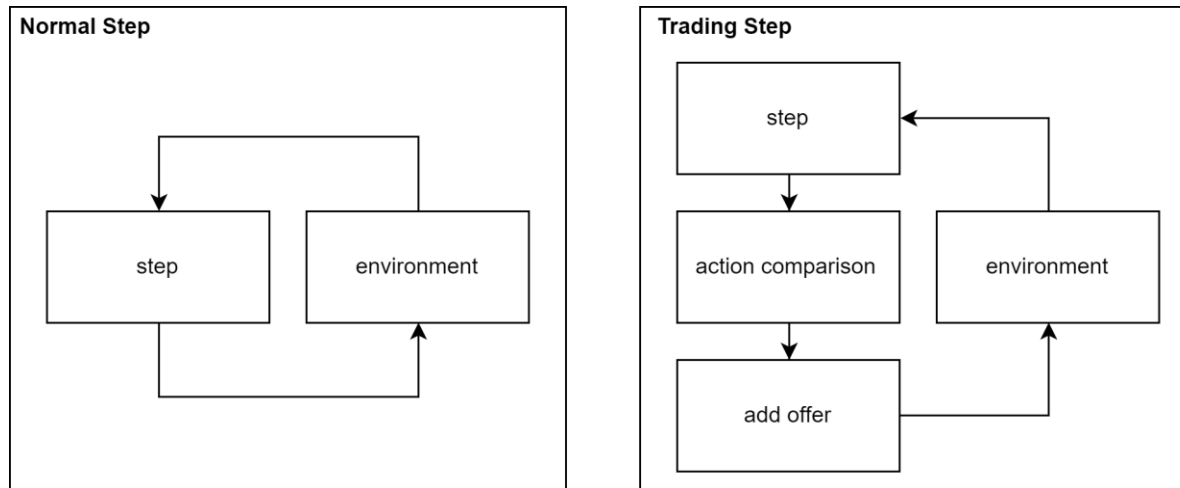 Normal Step
step
environment
Trading Step
step
action comparison
environment
add offer